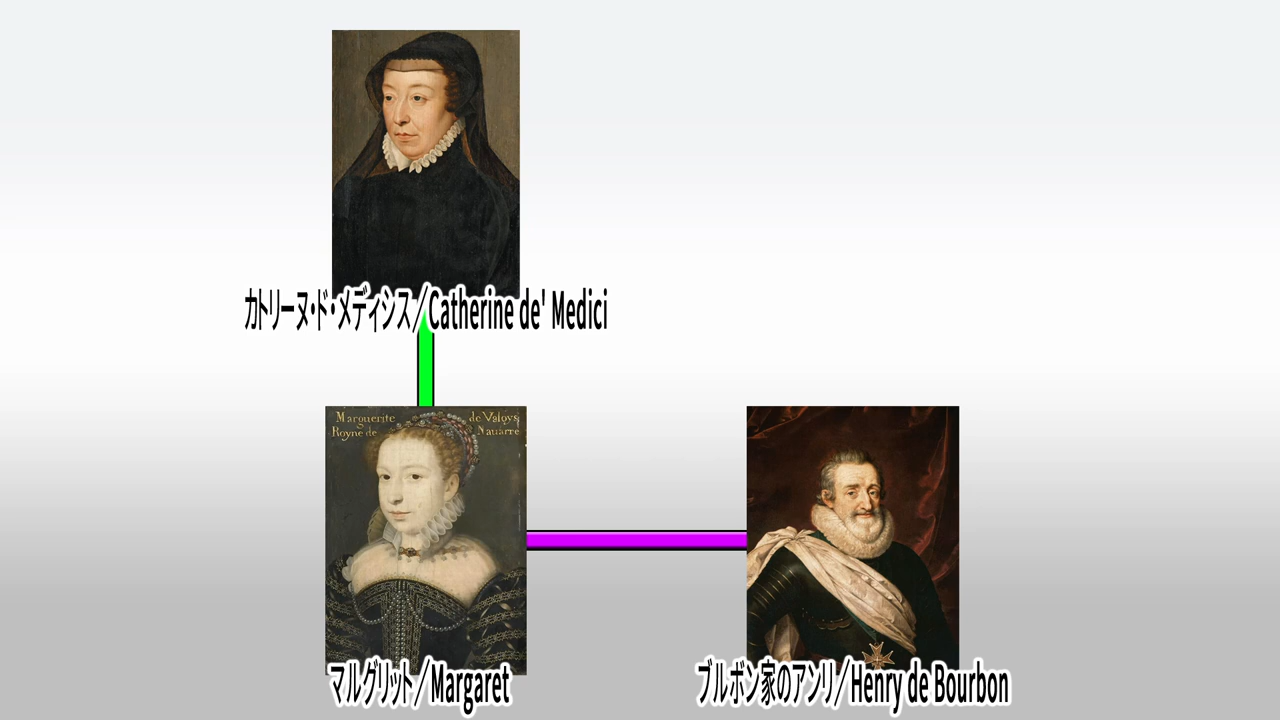 カトリーヌ・ド・メディシス／Catherine de' Medici
Marguerite de Valoys
Royne de Nauarre
マルグリット／Margaret
ブルボン家のアンリ／Henry de Bourbon